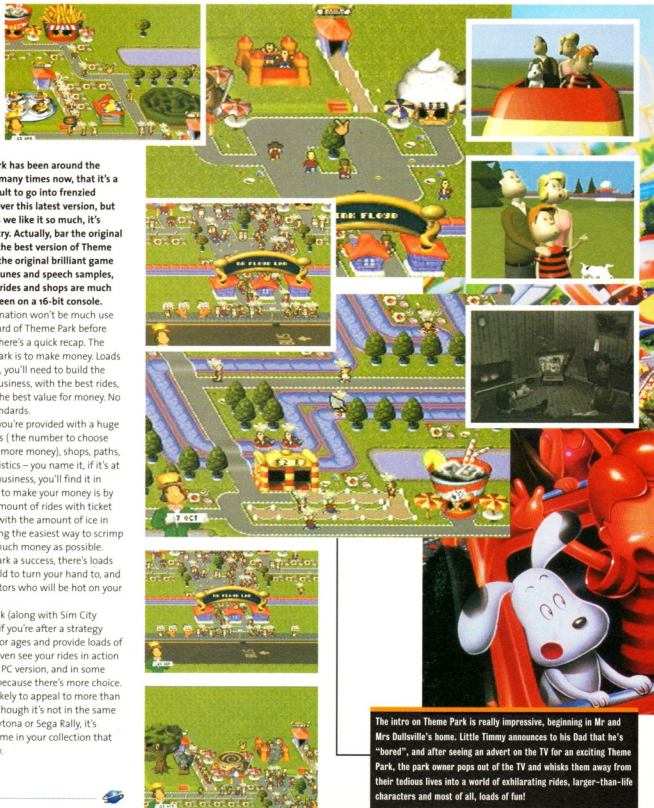 rk has been around the
many times now, that it's a
ult to go into frenzied
ver this latest version, but
s we like it so much, it's
try. Actually, bar the original
the best version of Theme
the original brilliant game
tunes and speech samples,
rides and shops are much
een on a 16-bit console.
nation won't be much use
ard of Theme Park before
here's a quick recap. The
Park is to make money. Loads
, you'll need to build the
usiness, with the best rides,
he best value for money. No
ndards.
you're provided with a huge
s ( the number to choose
more money), shops, paths,
istics – you name it, if it's at
business, you'll find it in
to make your money is by
mount of rides with ticket
with the amount of ice in
ng the easiest way to scrimp
much money as possible.
ark a success, there's loads
ld to turn your hand to, and
tors who will be hot on your
k (along with Sim City
if you're after a strategy
or ages and provide loads of
ven see your rides in action
PC version, and in some
because there's more choice.
kely to appeal to more than
though it's not in the same
ytona or Sega Rally, it's
me in your collection that
INK FLOYD
7 OCT
The intro on Theme Park is really impressive, beginning in Mr and
Mrs Dullsville's home. Little Timmy announces to his Dad that he's
"bored", and after seeing an advert on the TV for an exciting Theme
Park, the park owner pops out of the TV and whisks them away from
their tedious lives into a world of exhilarating rides, larger-than-life
characters and most of all, loads of fun!